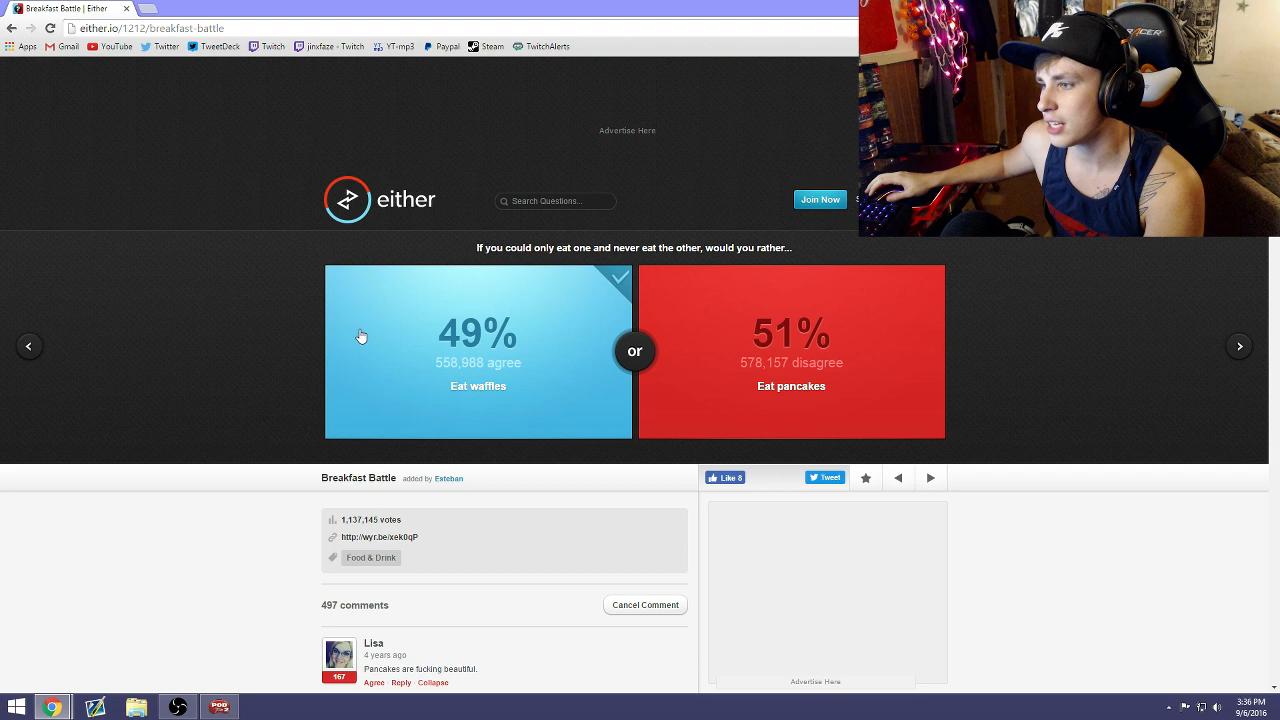 Breakfast Battle | Either
either.io/1212/breakfast-battle
Apps Gmail YouTube Twitter TweetDeck Twitch jinxfaze - Twitch YT-mp3 Paypal Steam TwitchAlerts
RACER
Advertise Here
either
Search Questions...
Join Now
If you could only eat one and never eat the other, would you rather...
49%
558,988 agree
Eat waffles
or
51%
578,157 disagree
Eat pancakes
Breakfast Battle added by Esteban
Like 8
Tweet
1,137,145 votes
http://wyr.be/xek0qP
Food & Drink
497 comments
Cancel Comment
Lisa
4 years ago
167
Pancakes are fucking beautiful.
Agree · Reply · Collapse
Advertise Here
POD
3:36 PM
9/6/2016